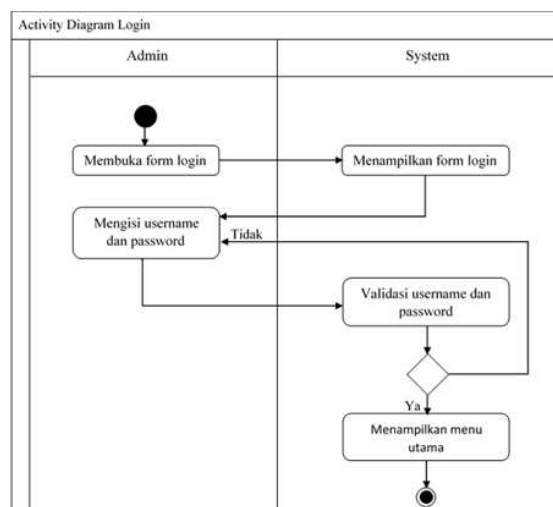 Activity Diagram Login
Admin
System
Membuka form login
Menampilkan form login
Mengisi username
dan password
Tidak
Validasi username dan
password
Ya
Menampilkan menu
utama